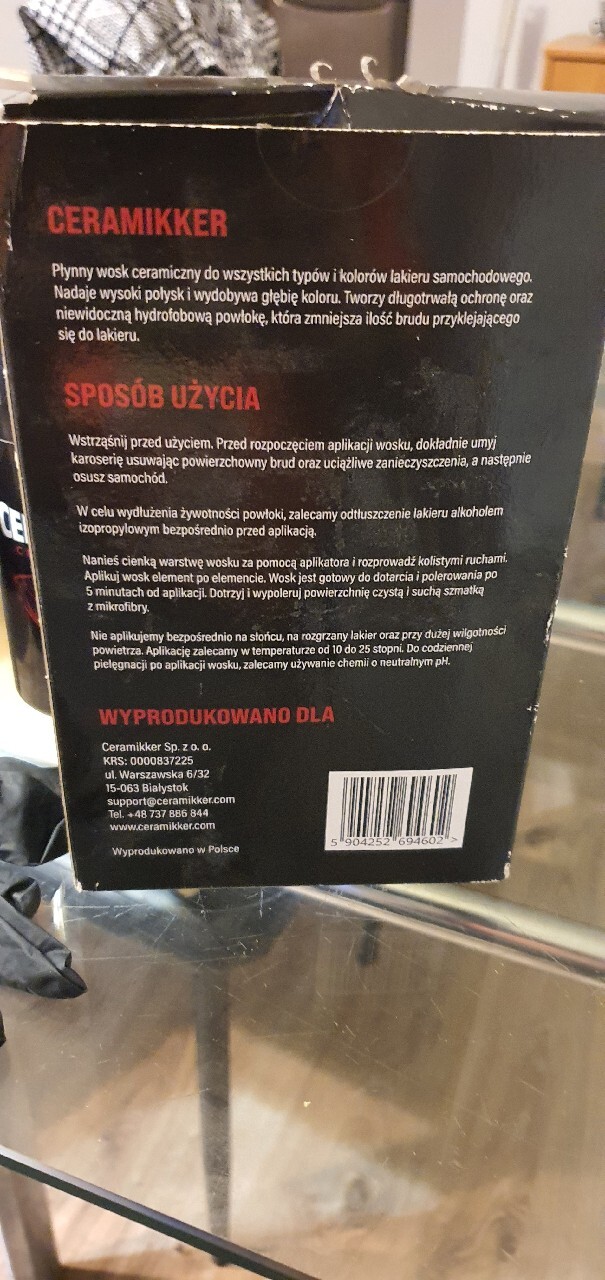 CERAMIKKER
Płynny wosk ceramiczny do wszystkich typów i kolorów lakieru samochodowego.
Nadaje wysoki połysk i wydobywa głębię koloru. Tworzy długotrwałą ochronę oraz
niewidoczną hydrofobową powłokę, która zmniejsza ilość brudu przyklejającego
się do lakieru.
SPOSÓB UŻYCIA
Wstrząśnij przed użyciem. Przed rozpoczęciem aplikacji wosku, dokładnie umyj
karoserię usuwając powierzchowny brud oraz uciążliwe zanieczyszczenia, a następnie
osusz samochód.
W celu wydłużenia żywotności powłoki, zalecamy odtłuszczenie lakieru alkoholem
izopropylowym bezpośrednio przed aplikacją.
Nanieś cienką warstwę wosku za pomocą aplikatora i rozprowadź kolistymi ruchami.
Aplikuj wosk element po elemencie. Wosk jest gotowy do dotarcia i polerowania po
5 minutach od aplikacji. Dotrzyj i wypoleruj powierzchnię czystą i suchą szmatką
z mikrofibry.
Nie aplikujemy bezpośrednio na słońcu, na rozgrzany lakier oraz przy dużej wilgotności
powietrza. Aplikację zalecamy w temperaturze od 10 do 25 stopni. Do codziennej
pielęgnacji po aplikacji wosku, zalecamy używanie chemii o neutralnym pH.
WYPRODUKOWANO DLA
Ceramikker Sp. z o. o.
KRS: 0000837225
ul. Warszawska 6/32
15-063 Białystok
support@ceramikker.com
Tel. +48 737 886 844
www.ceramikker.com
Wyprodukowano w Polsce
5 904252 694602 >
CE